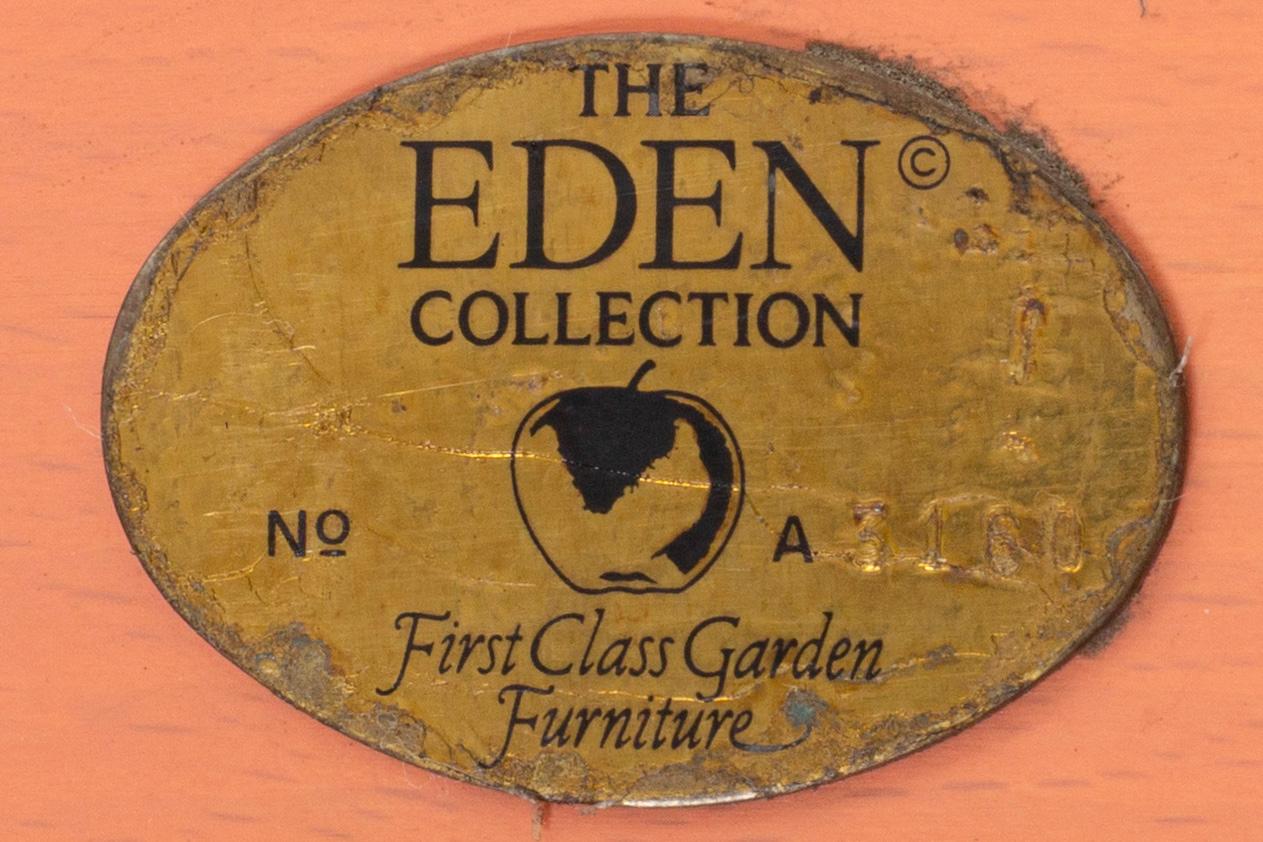 THE
EDEN ©
COLLECTION
Nº A 3160
First Class Garden
Furniture